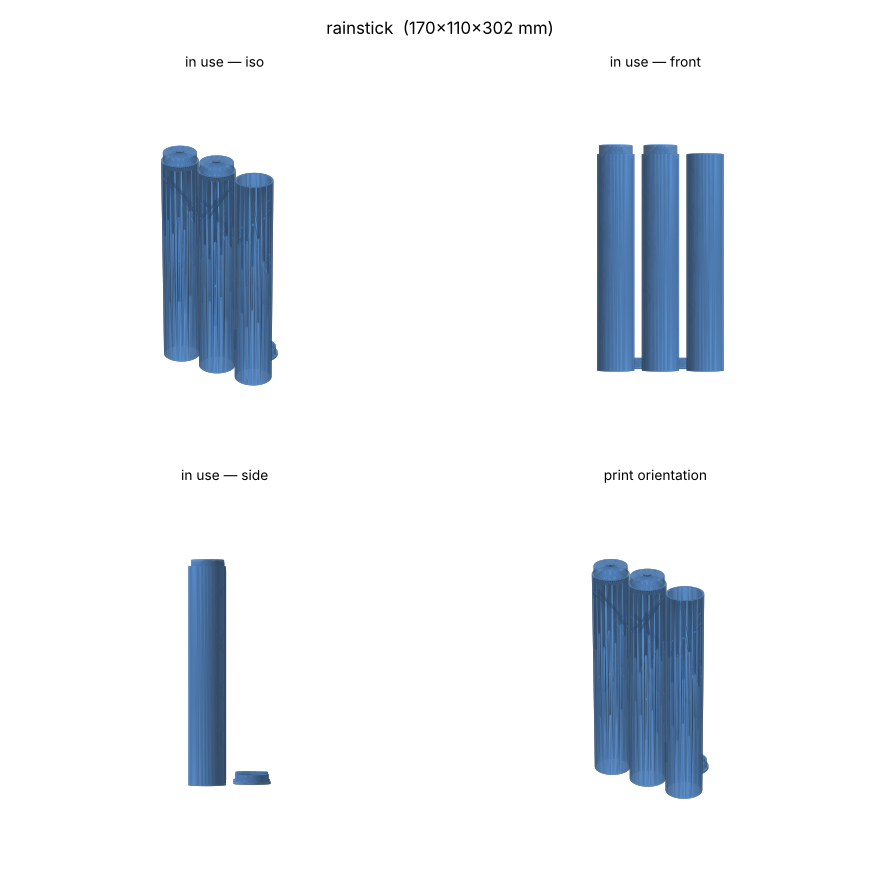 rainstick (170×110×302 mm)
in use — iso
in use — front
in use — side
print orientation